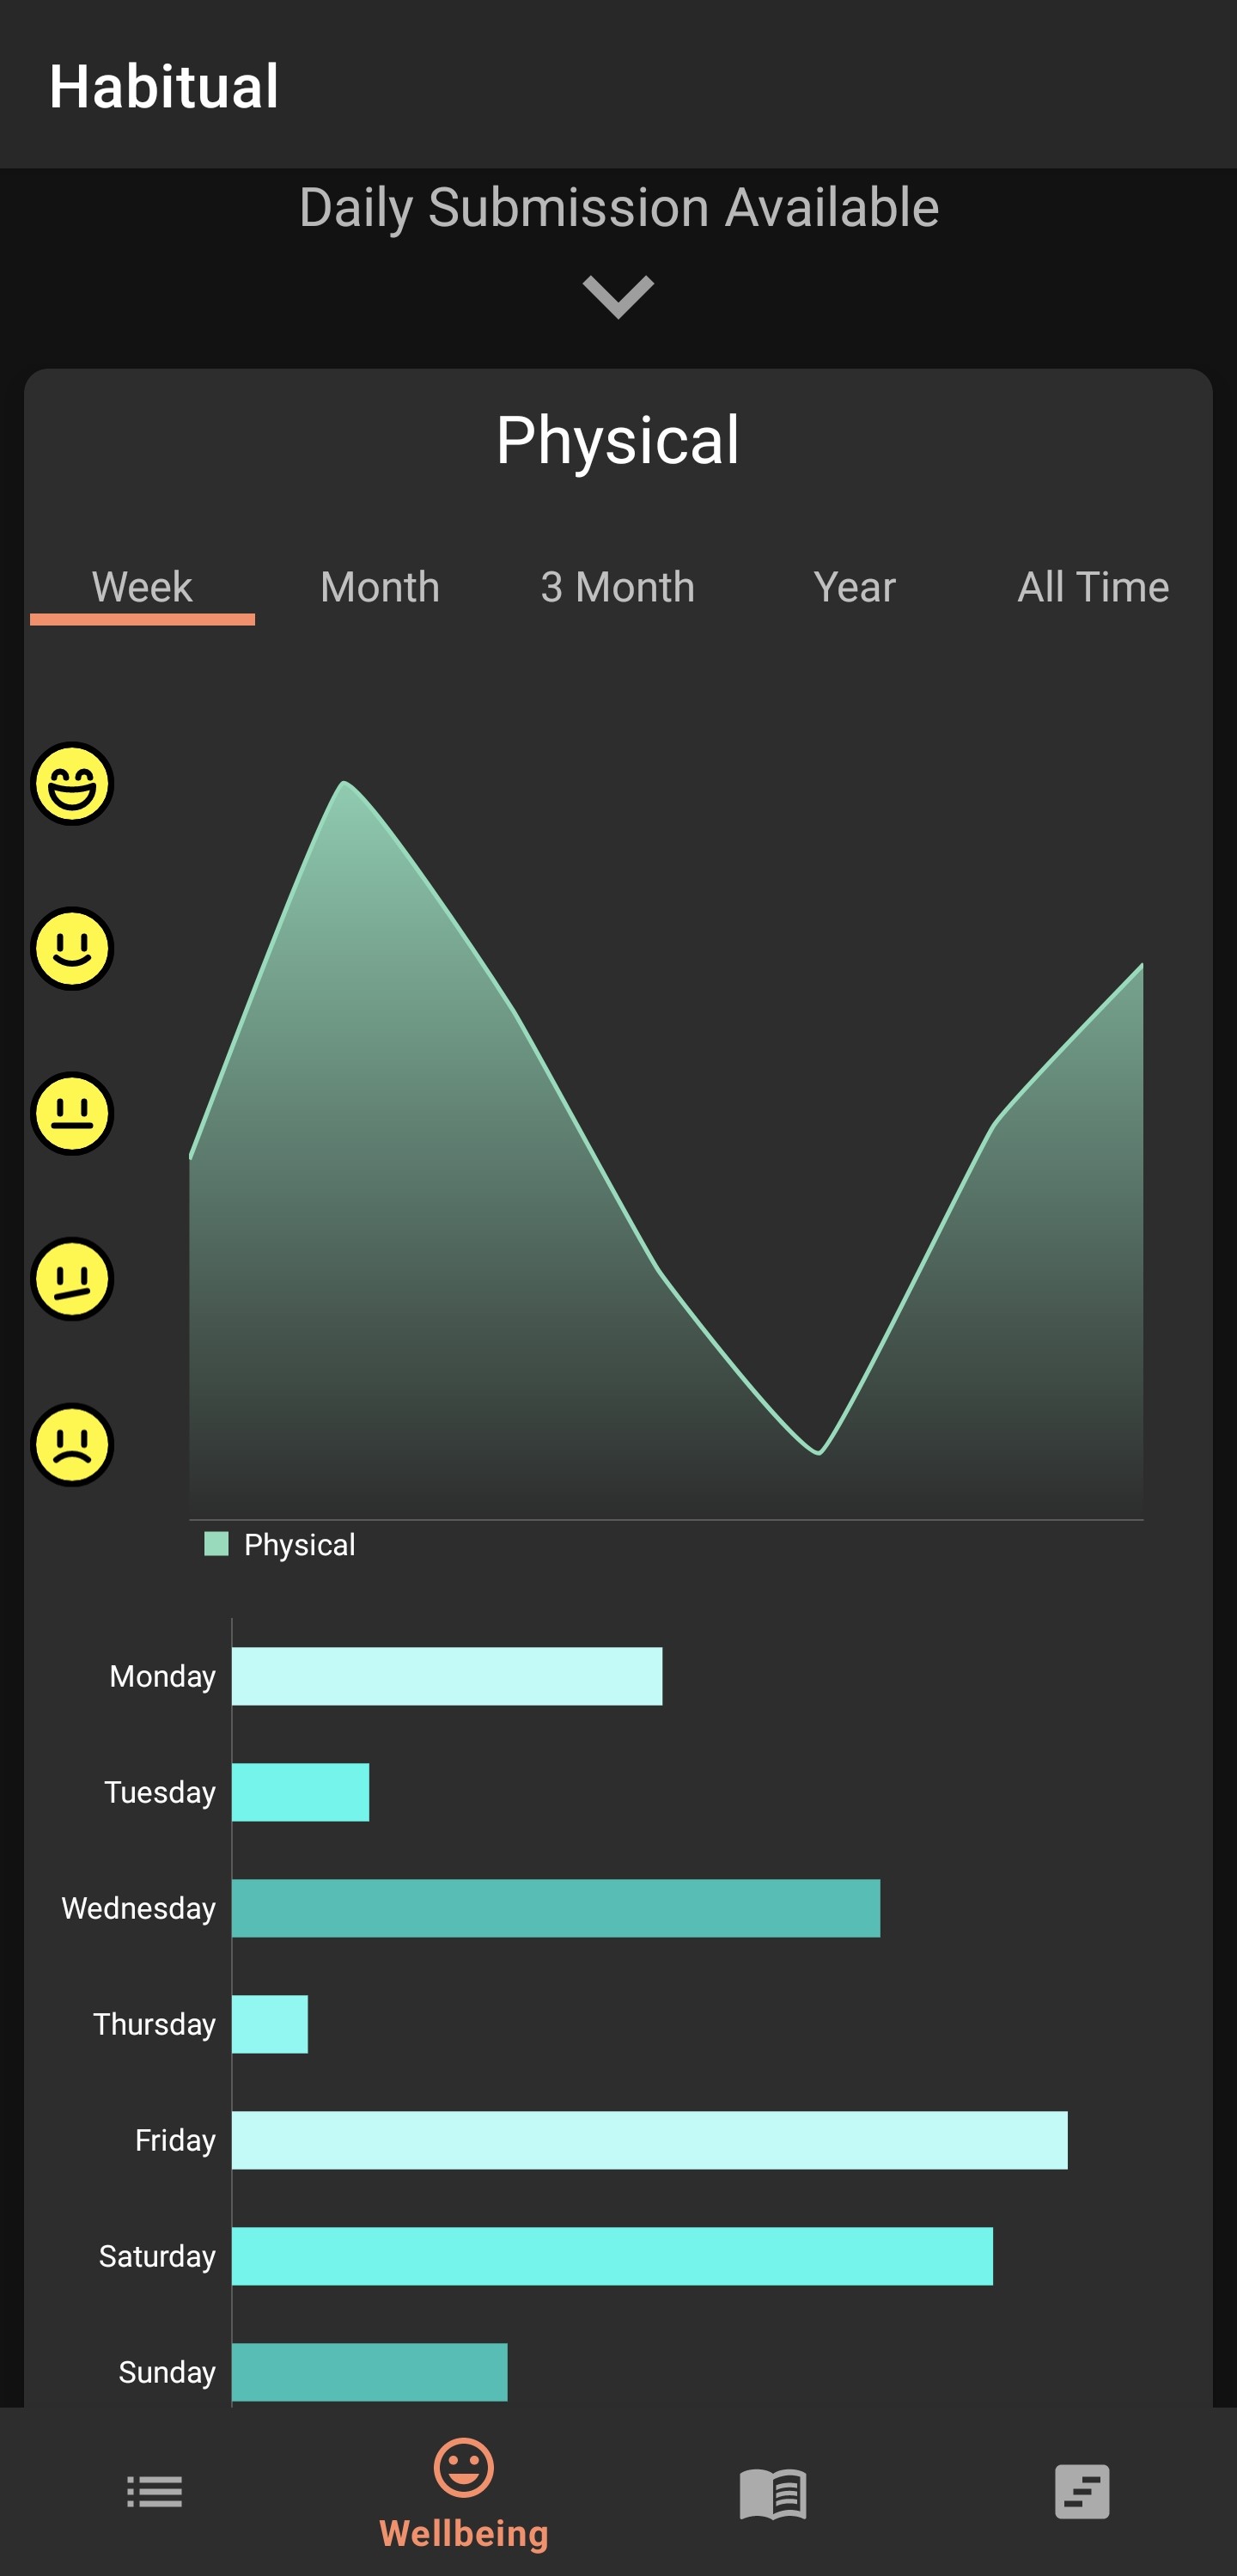 Habitual
Daily Submission Available
Physical
Week Month 3 Month Year All Time
Physical
Monday
Tuesday
Wednesday
Thursday
Friday
Saturday
Sunday
Wellbeing